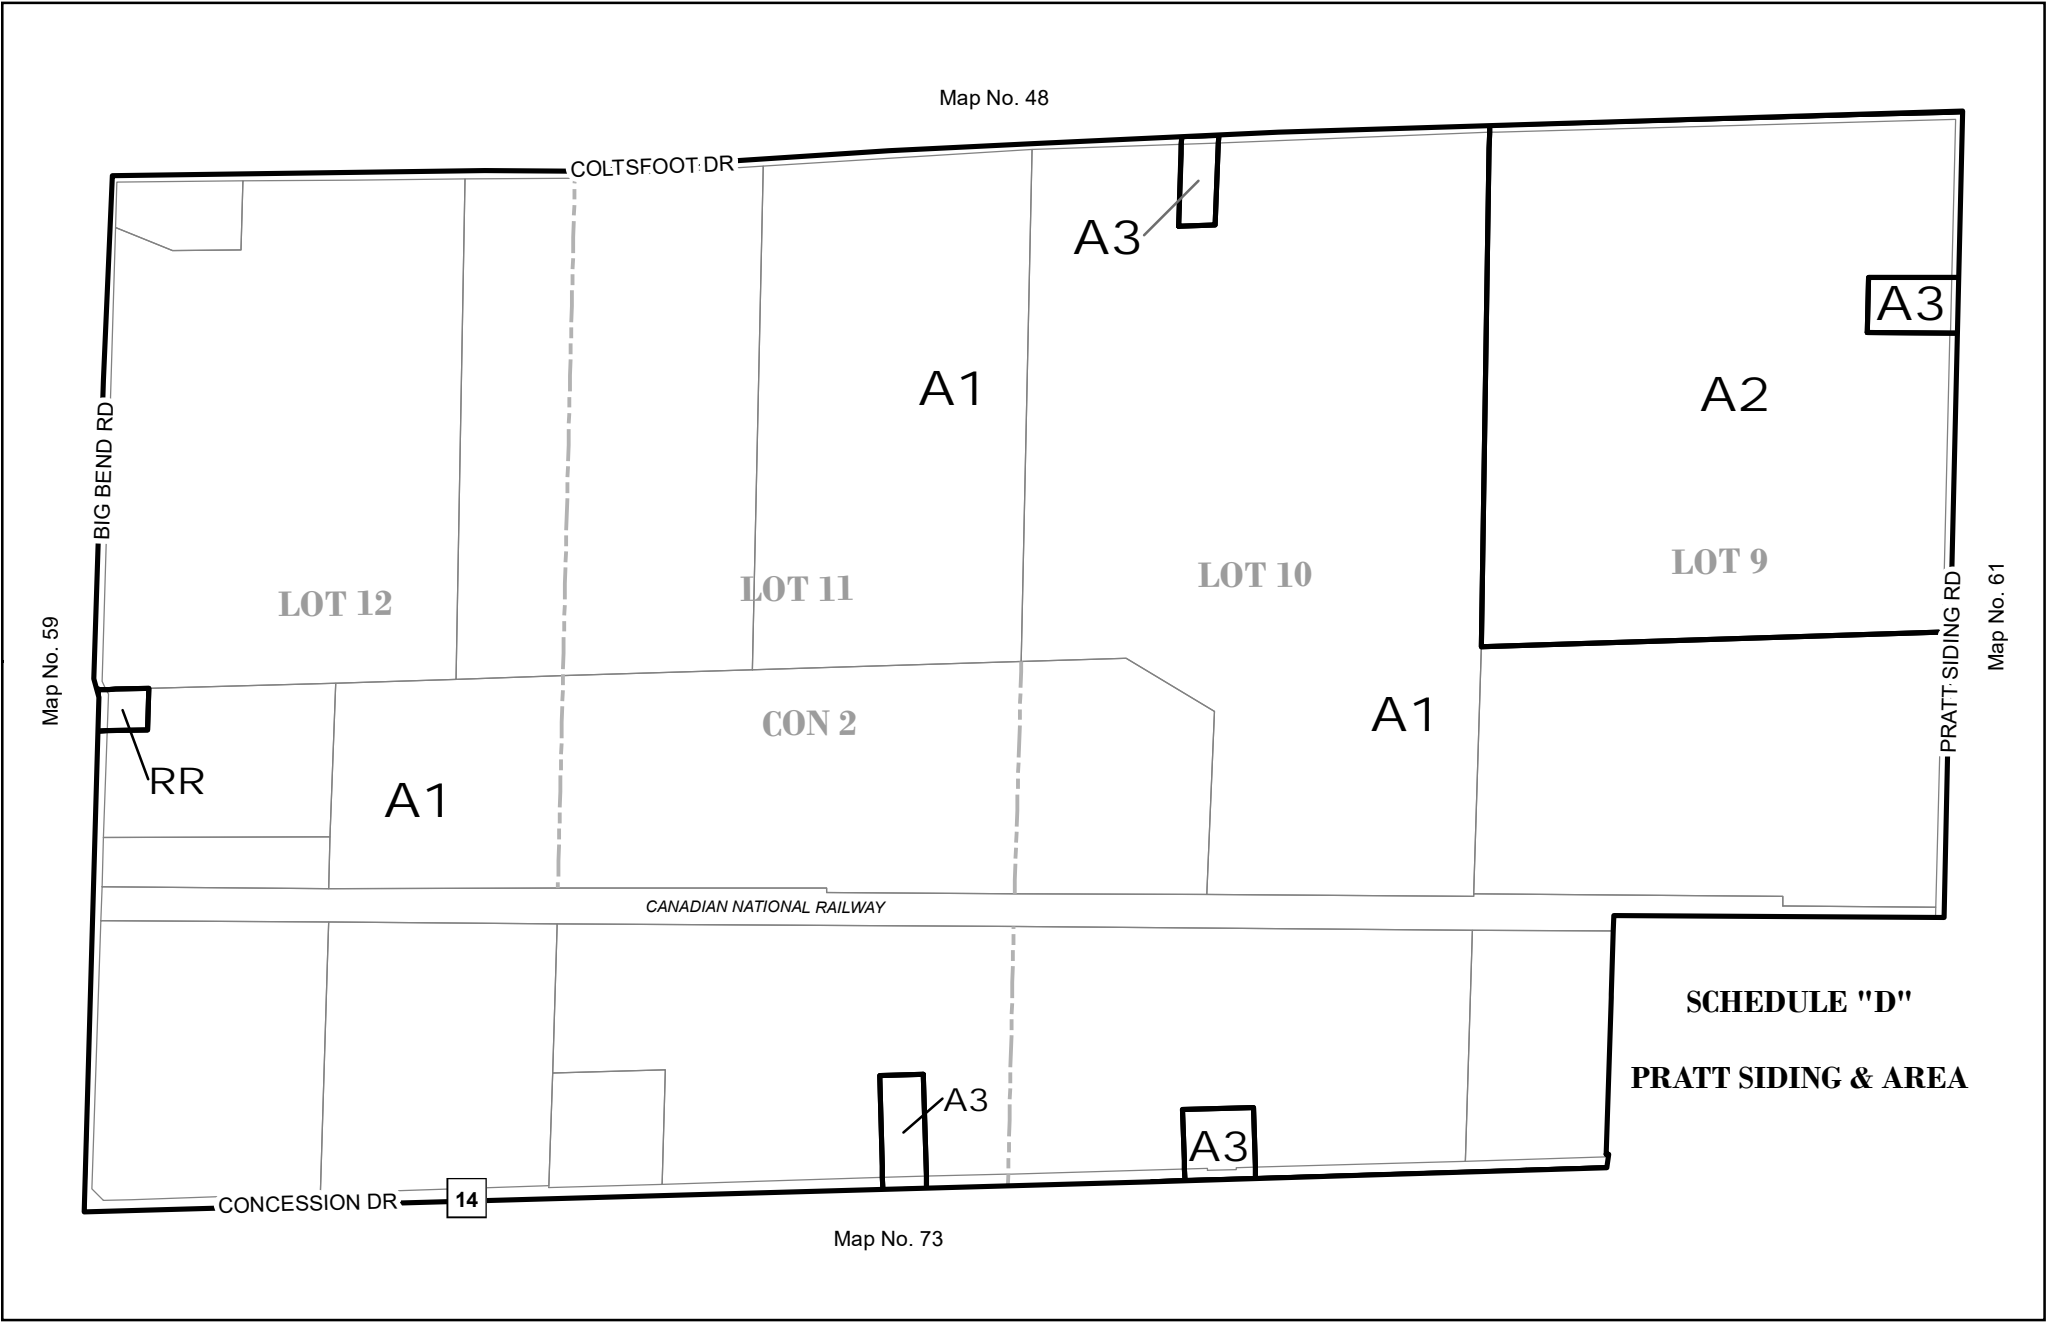 Map No. 48
COLTSFOOT DR
A3
A3
A1
A2
BIG BEND RD
LOT 9
LOT 10
LOT 11
LOT 12
PRATT SIDING RD
Map No. 61
Map No. 59
CON 2
A1
RR
A1
CANADIAN NATIONAL RAILWAY
SCHEDULE "D"
PRATT SIDING & AREA
A3
A3
CONCESSION DR
14
Map No. 73